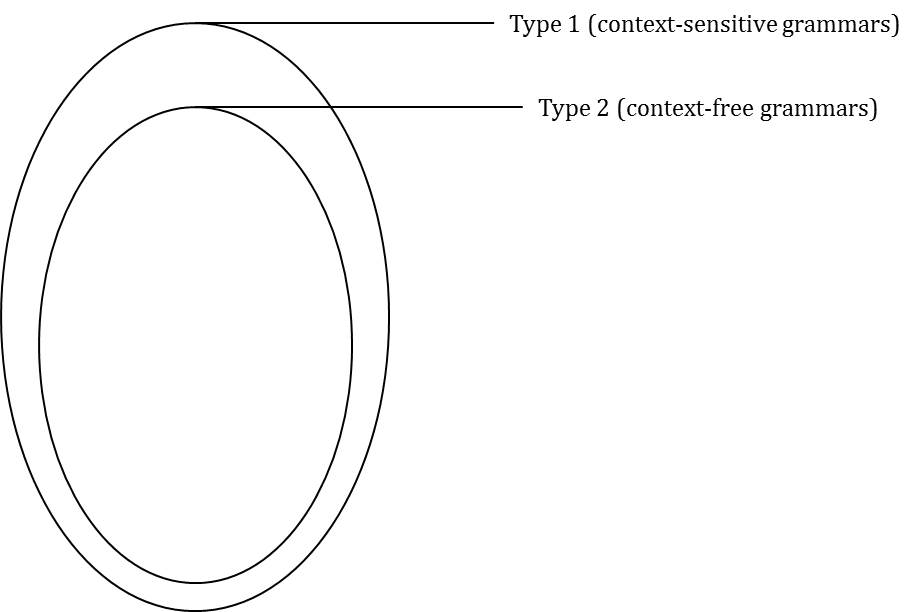 Type 1 (context-sensitive grammars)
Type 2 (context-free grammars)